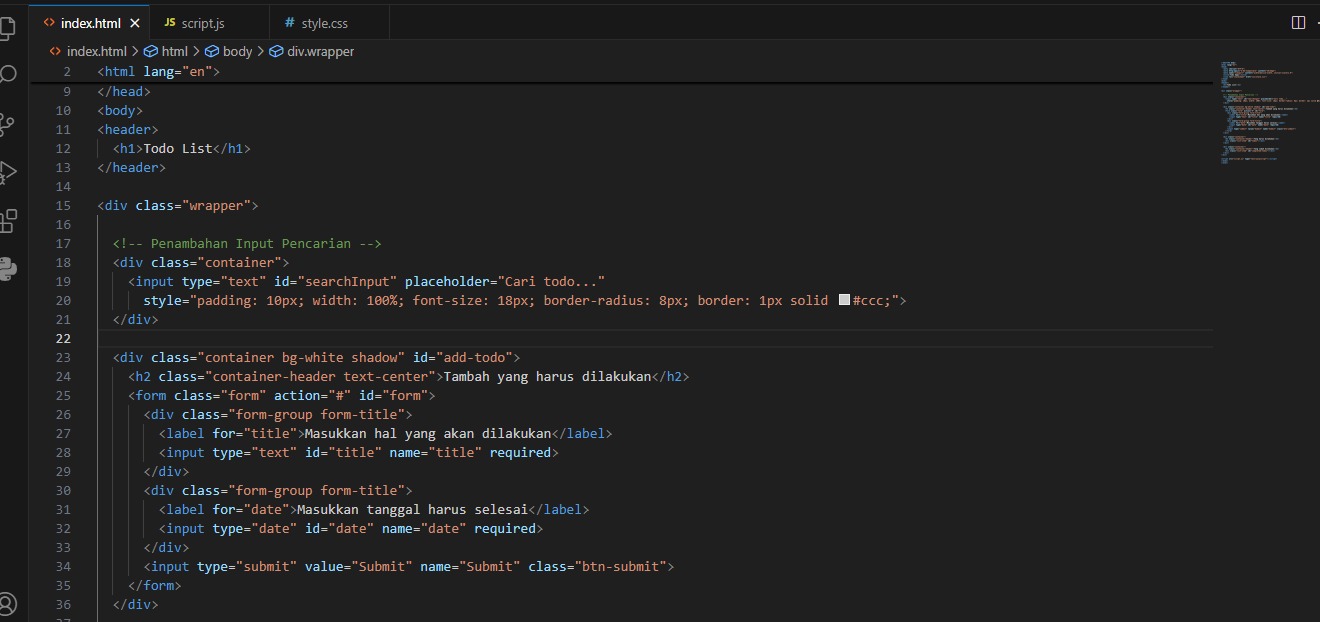 index.html
JS script.js
# style.css
index.html > html > body > div.wrapper
2 <html lang="en">
9 </head>
10 <body>
11 <header>
12 <h1>Todo List</h1>
13 </header>
14
15 <div class="wrapper">
16
17 <!-- Penambahan Input Pencarian -->
18 <div class="container">
19 <input type="text" id="searchInput" placeholder="Cari todo..."
20 style="padding: 10px; width: 100%; font-size: 18px; border-radius: 8px; border: 1px solid #ccc;">
21 </div>
22
23 <div class="container bg-white shadow" id="add-todo">
24 <h2 class="container-header text-center">Tambah yang harus dilakukan</h2>
25 <form class="form" action="#" id="form">
26 <div class="form-group form-title">
27 <label for="title">Masukkan hal yang akan dilakukan</label>
28 <input type="text" id="title" name="title" required>
29 </div>
30 <div class="form-group form-title">
31 <label for="date">Masukkan tanggal harus selesai</label>
32 <input type="date" id="date" name="date" required>
33 </div>
34 <input type="submit" value="Submit" name="Submit" class="btn-submit">
35 </form>
36 </div>